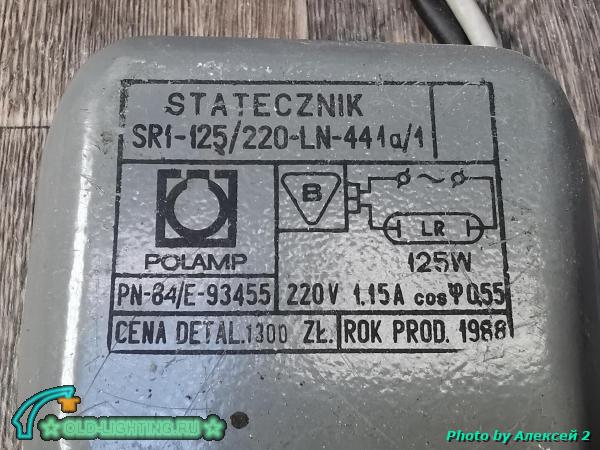 STATECZNIK
SR1-125/220-LN-441a/1
B
LR
POLAMP
125W
PN-84/E-93455
220V 1.15A cosφ0,55
CENA DETAL. 1300 ZŁ.
ROK PROD. 1988
OLD-LIGHTING.RU
Photo by Алексей 2